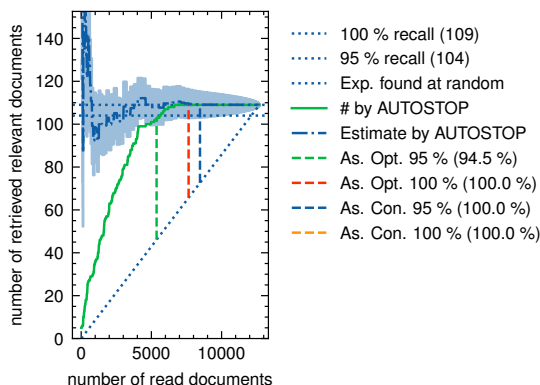 number of retrieved relevant documents
140
120
100
80
60
40
20
0
0
5000
10000
number of read documents
100 % recall (109)
95 % recall (104)
Exp. found at random
# by AUTOSTOP
Estimate by AUTOSTOP
As. Opt. 95 % (94.5 %)
As. Opt. 100 % (100.0 %)
As. Con. 95 % (100.0 %)
As. Con. 100 % (100.0 %)